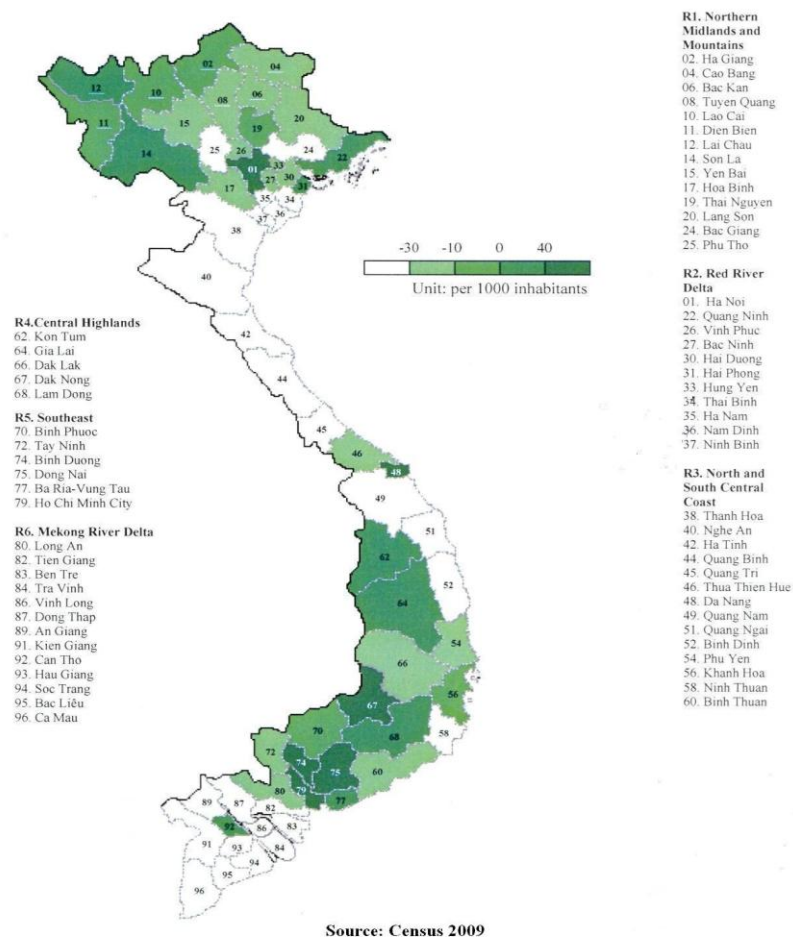 R1. Northern
Midlands and
Mountains
02. Ha Giang
04. Cao Bang
06. Bac Kan
08. Tuyen Quang
10. Lao Cai
11. Dien Bien
12. Lai Chau
14. Son La
15. Yen Bai
17. Hoa Binh
19. Thai Nguyen
20. Lang Son
24. Bac Giang
25. Phu Tho
R2. Red River
Delta
01. Ha Noi
22. Quang Ninh
26. Vinh Phuc
27. Bac Ninh
30. Hai Duong
31. Hai Phong
33. Hung Yen
34. Thai Binh
35. Ha Nam
36. Nam Dinh
37. Ninh Binh
R3. North and
South Central
Coast
38. Thanh Hoa
40. Nghe An
42. Ha Tinh
44. Quang Binh
45. Quang Tri
46. Thua Thien Hue
48. Da Nang
49. Quang Nam
51. Quang Ngai
52. Binh Dinh
54. Phu Yen
56. Khanh Hoa
58. Ninh Thuan
60. Binh Thuan
R4.Central Highlands
62. Kon Tum
64. Gia Lai
66. Dak Lak
67. Dak Nong
68. Lam Dong
R5. Southeast
70. Binh Phuoc
72. Tay Ninh
74. Binh Duong
75. Dong Nai
77. Ba Ria-Vung Tau
79. Ho Chi Minh City
R6. Mekong River Delta
80. Long An
82. Tien Giang
83. Ben Tre
84. Tra Vinh
86. Vinh Long
87. Dong Thap
89. An Giang
91. Kien Giang
92. Can Tho
93. Hau Giang
94. Soc Trang
95. Bac Liêu
96. Ca Mau
-30 -10 0 40
Unit: per 1000 inhabitants
02
04
12
10
08
06
11
15
20
19
25
24
26
22
14
01
33
27
30
31
17
35
34
37
36
38
40
42
44
45
46
48
49
51
62
52
64
54
66
56
67
58
68
70
72
74
75
60
79
80
77
89
87
82
92
86
83
91
93
84
94
95
96
Source: Census 2009